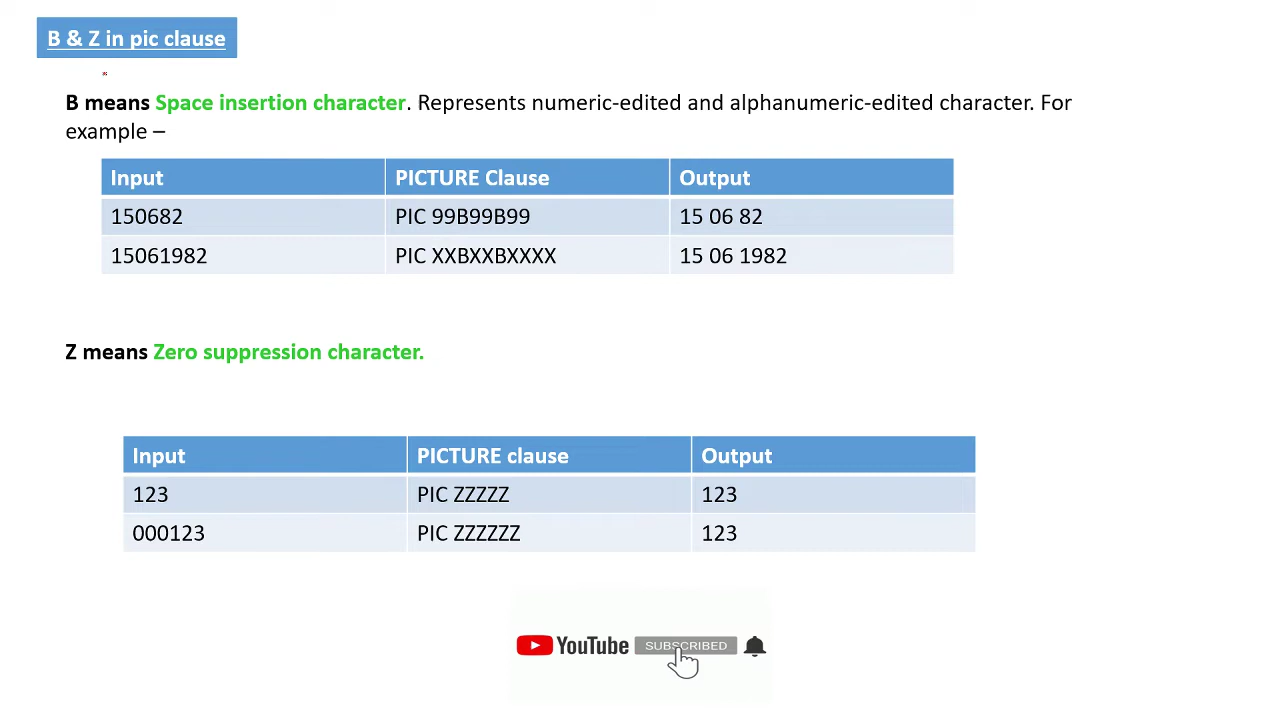 B & Z in pic clause
B means Space insertion character. Represents numeric-edited and alphanumeric-edited character. For
example –
Input PICTURE Clause Output
150682 PIC 99B99B99 15 06 82
15061982 PIC XXBXXBXXXX 15 06 1982
Z means Zero suppression character.
Input PICTURE clause Output
123 PIC ZZZZZ 123
000123 PIC ZZZZZZ 123
YouTube SUBSCRIBED